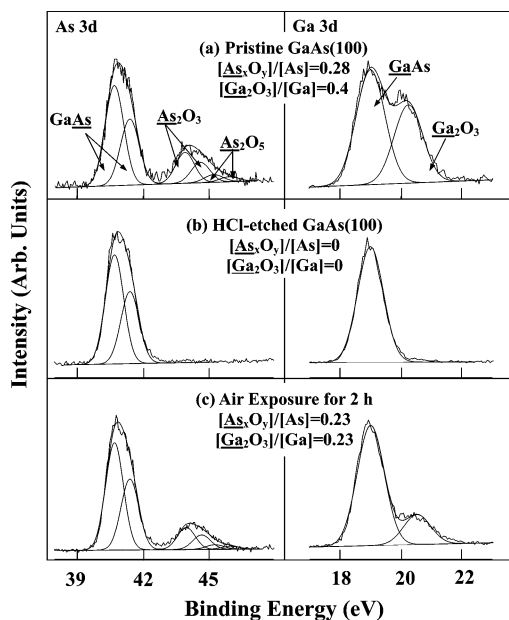 As 3d
Ga 3d
(a) Pristine GaAs(100)
[AsxOy]/[As]=0.28
[Ga2O3]/[Ga]=0.4
GaAs
As2O3
As2O5
GaAs
Ga2O3
(b) HCl-etched GaAs(100)
[AsxOy]/[As]=0
[Ga2O3]/[Ga]=0
(c) Air Exposure for 2 h
[AsxOy]/[As]=0.23
[Ga2O3]/[Ga]=0.23
Intensity (Arb. Units)
39 42 45 18 20 22
Binding Energy (eV)